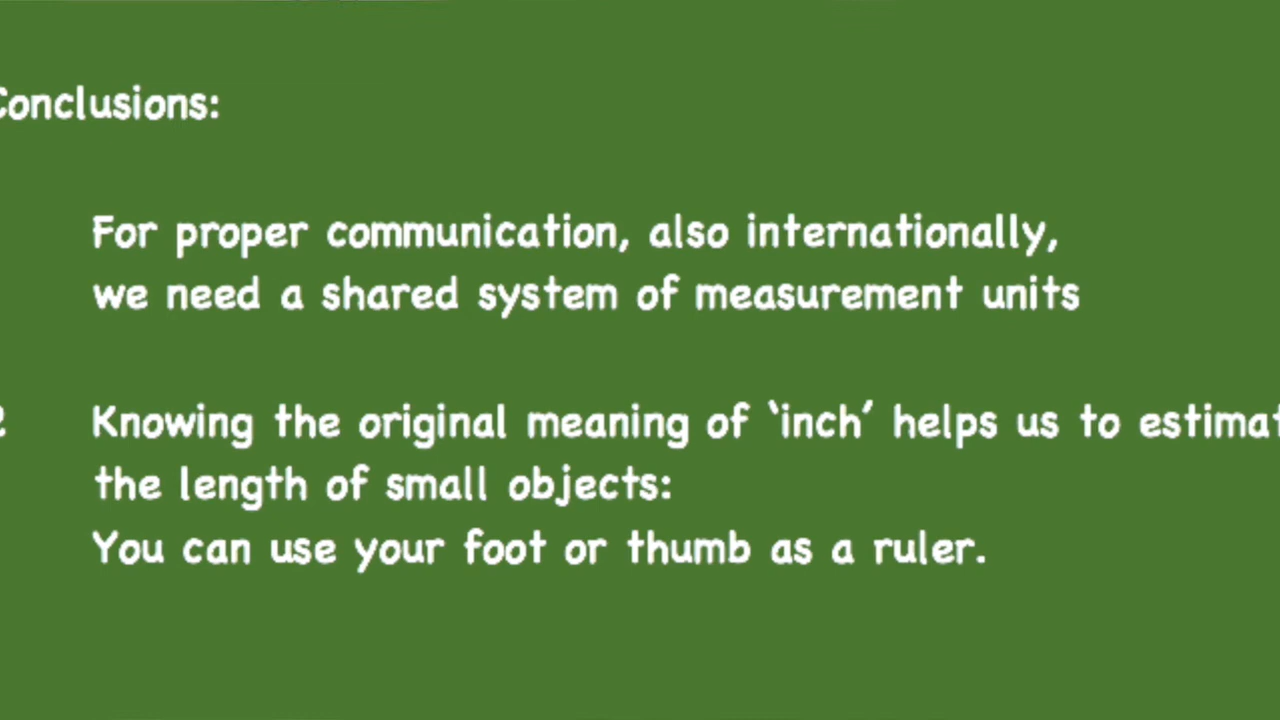 Conclusions:
For proper communication, also internationally,
we need a shared system of measurement units
2 Knowing the original meaning of ‘inch’ helps us to estimat
the length of small objects:
You can use your foot or thumb as a ruler.